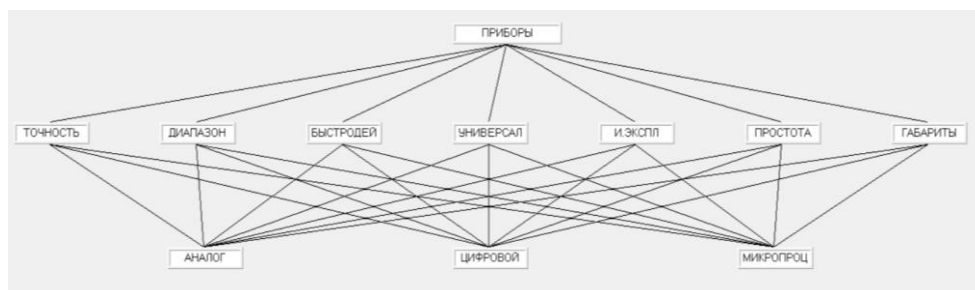 ПРИБОРЫ
ТОЧНОСТЬ ДИАПАЗОН БЫСТРОДЕЙ УНИВЕРСАЛ И.ЭКСПЛ ПРОСТОТА ГАБАРИТЫ
АНАЛОГ ЦИФРОВОЙ МИКРОПРОЦ